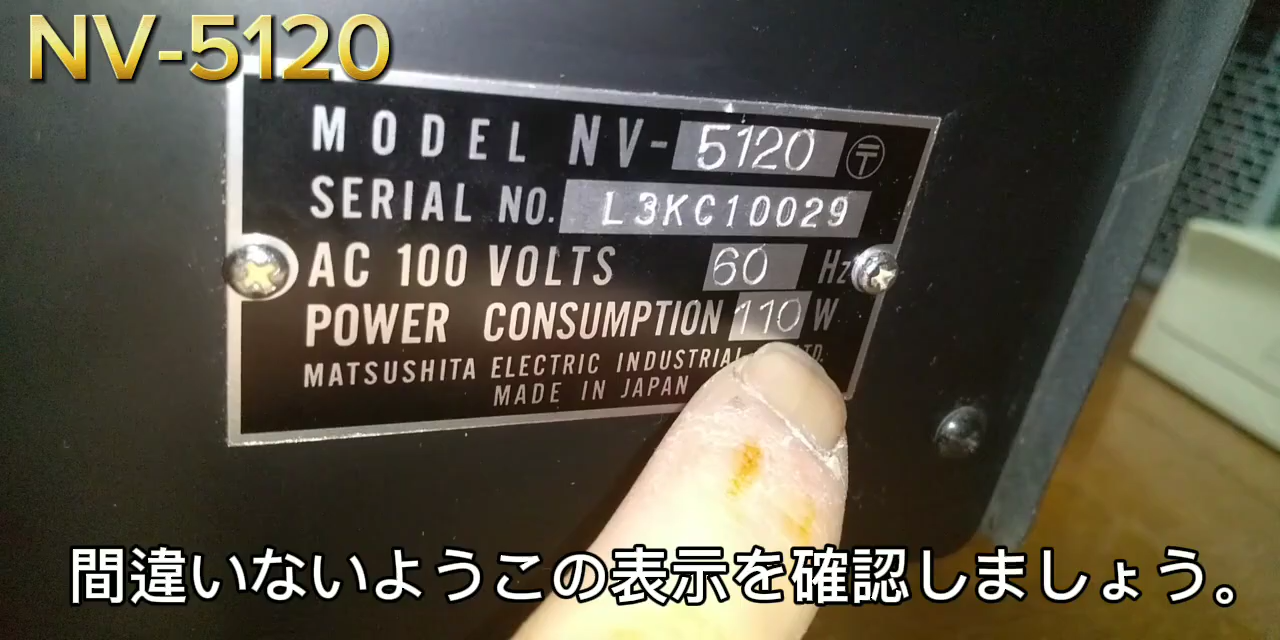 NV-5120
MODEL NV-5120 〶
SERIAL NO. L3KC10029
AC 100 VOLTS 60 Hz
POWER CONSUMPTION 110 W
MATSUSHITA ELECTRIC INDUSTRIAL LTD.
MADE IN JAPAN
間違いないようこの表示を確認しましょう。